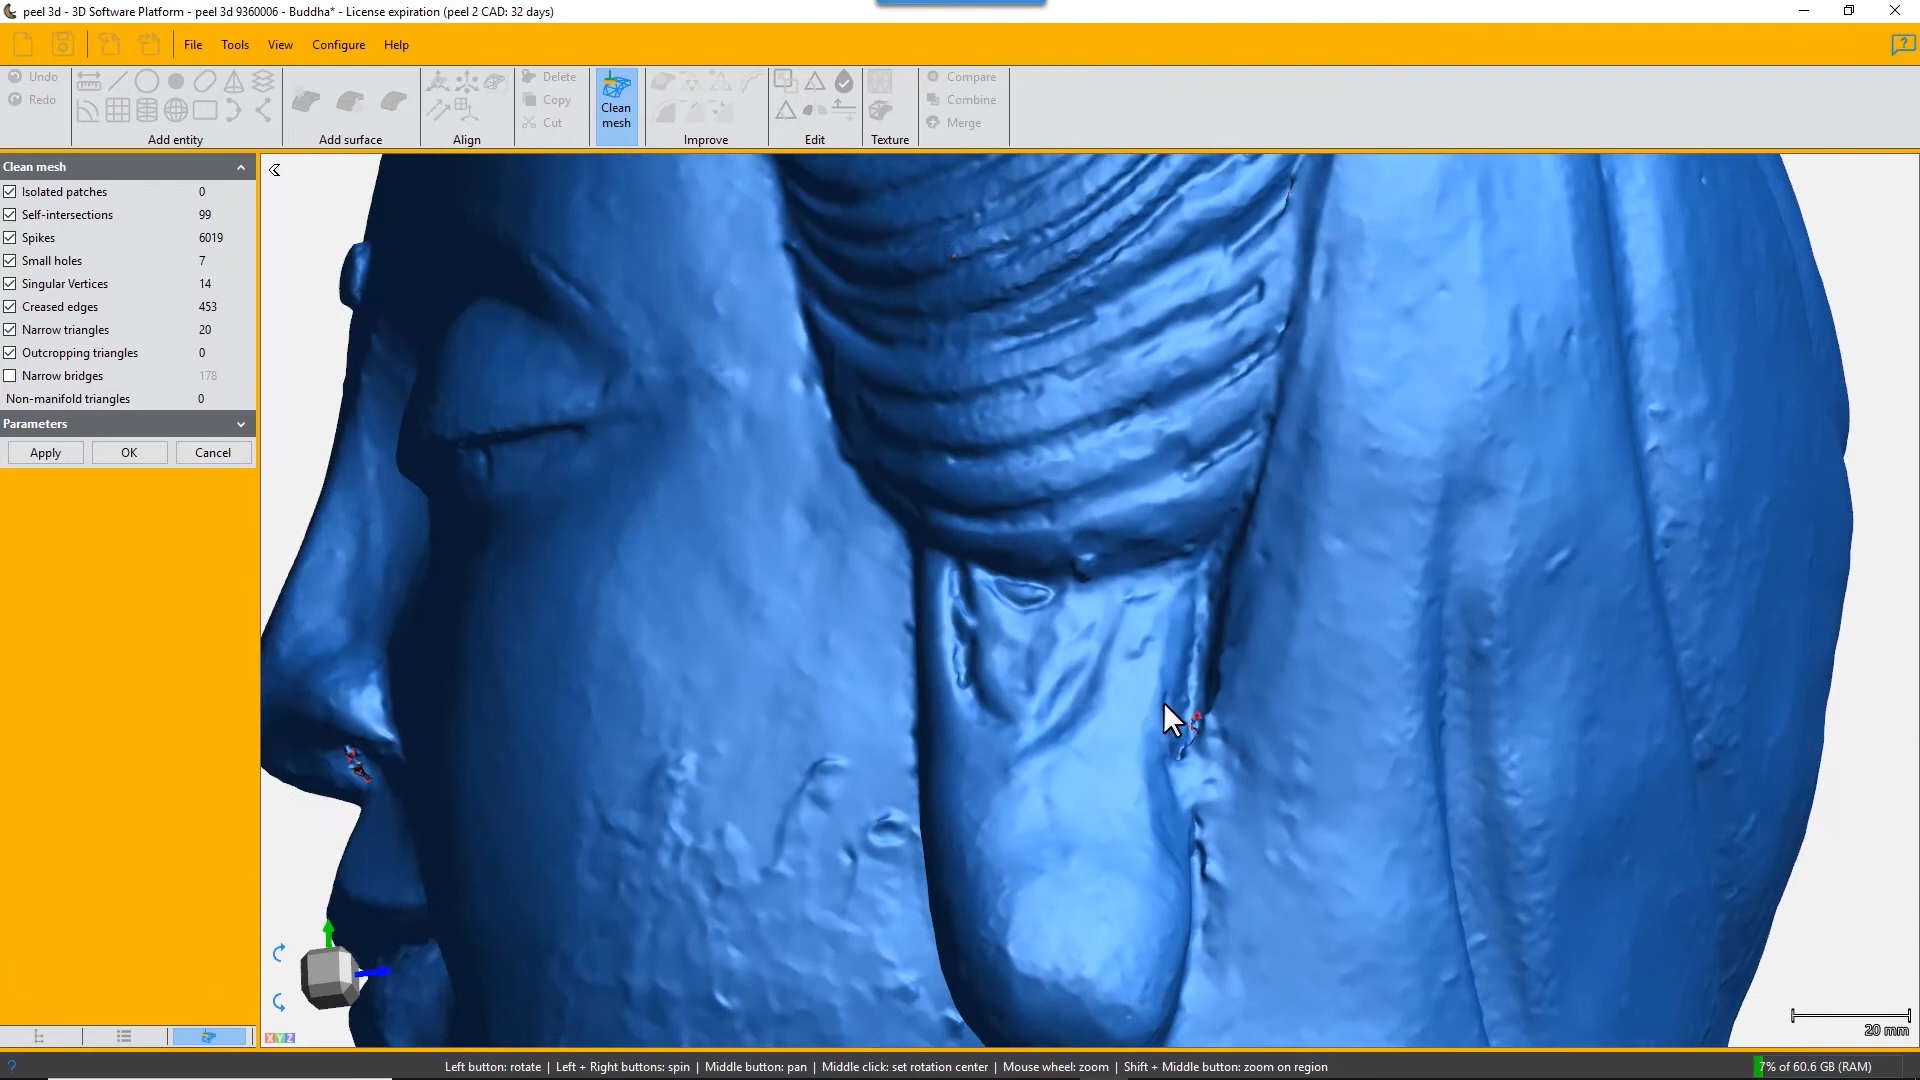 peel 3d - 3D Software Platform - peel 3d 9360006 - Buddha* - License expiration (peel 2 CAD: 32 days)
File Tools View Configure Help
Undo
Redo
Add entity
Add surface
Align
Delete
Copy
Cut
Clean
mesh
Improve
Edit
Texture
Compare
Combine
Merge
Clean mesh
Isolated patches 0
Self-intersections 99
Spikes 6019
Small holes 7
Singular Vertices 14
Creased edges 453
Narrow triangles 20
Outcropping triangles 0
Narrow bridges 178
Non-manifold triangles 0
Parameters
Apply OK Cancel
XYZ
20 mm
? Left button: rotate | Left + Right buttons: spin | Middle button: pan | Middle click: set rotation center | Mouse wheel: zoom | Shift + Middle button: zoom on region 7% of 60.6 GB (RAM)